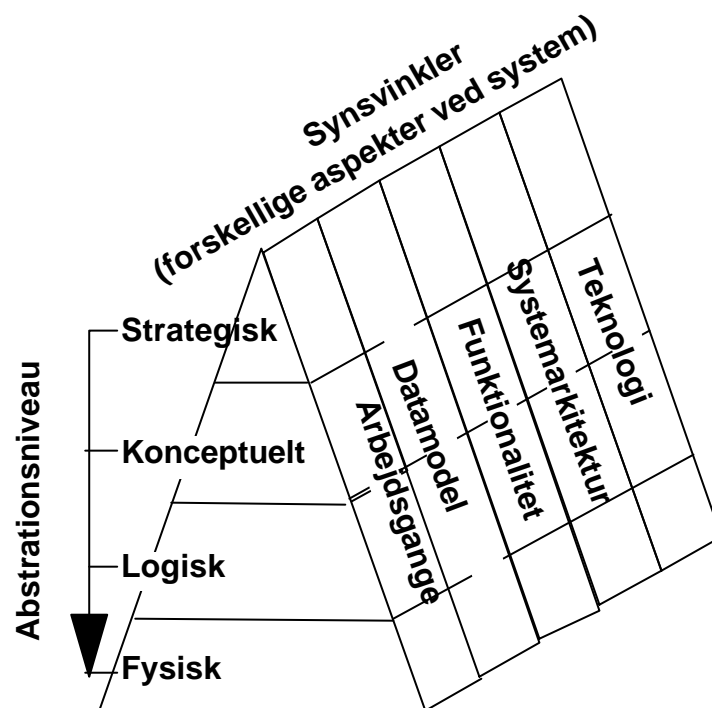 Synsvinkler
(forskellige aspekter ved system)
Abstrationsniveau
Strategisk
Konceptuelt
Logisk
Fysisk
Arbejdsgange
Datamodel
Funktionalitet
Systemarkitektur
Teknologi